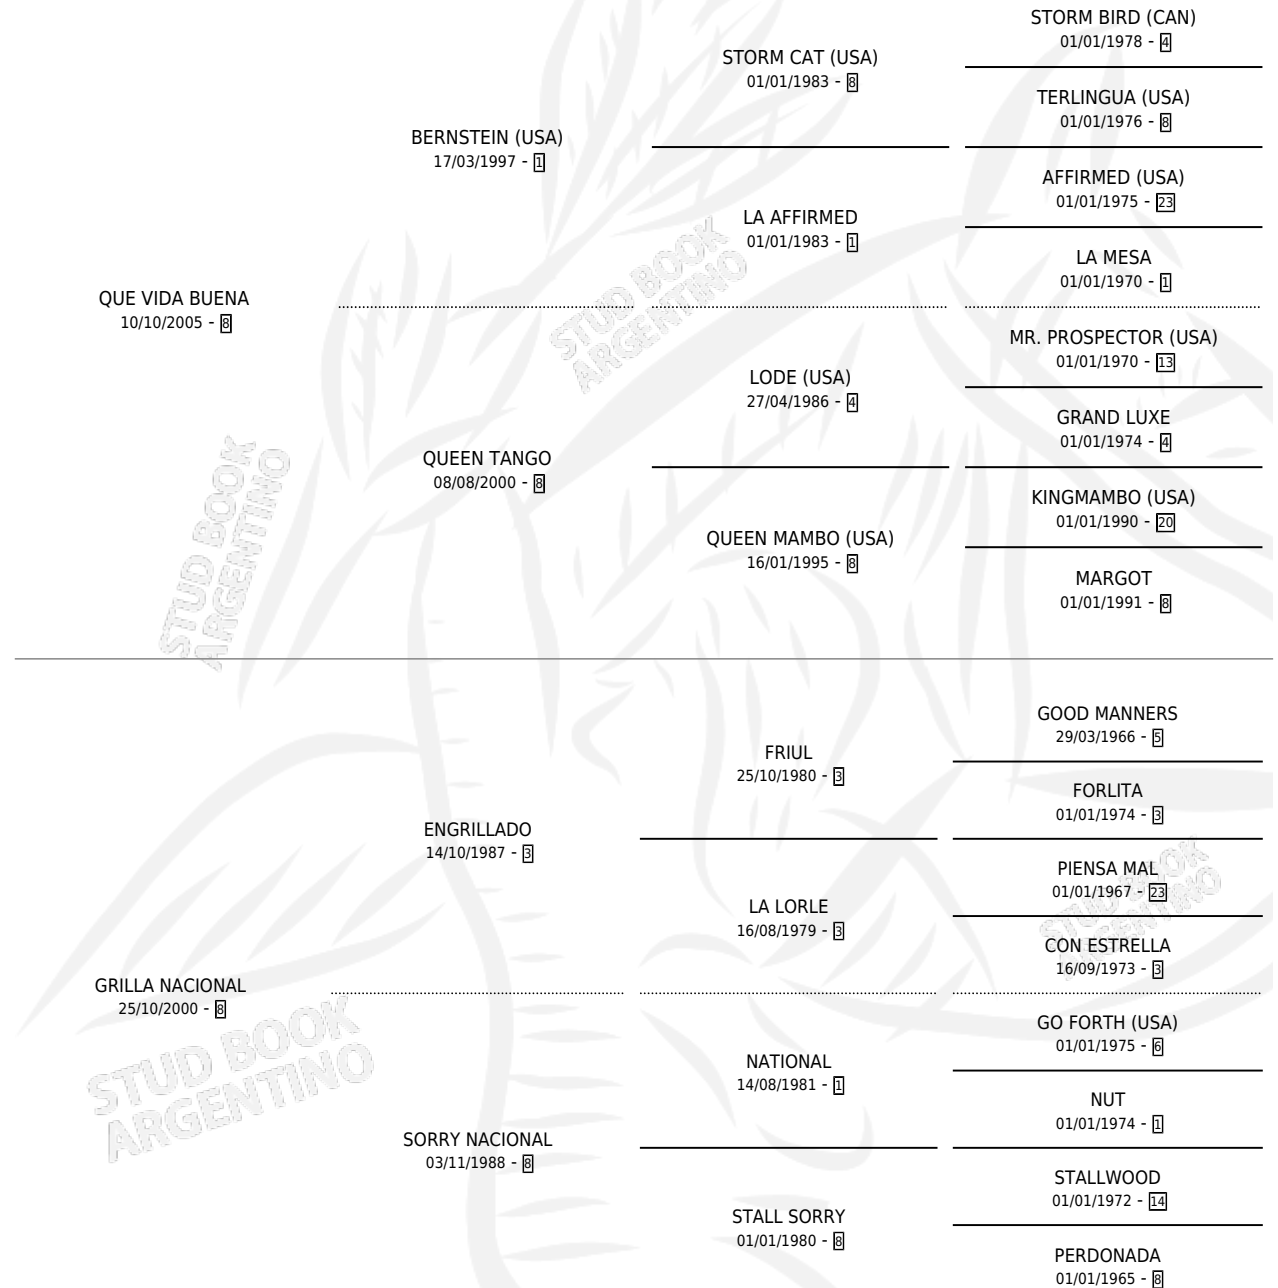 STORM BIRD (CAN)
01/01/1978 - 4
STORM CAT (USA)
01/01/1983 - 8
TERLINGUA (USA)
01/01/1976 - 8
BERNSTEIN (USA)
17/03/1997 - 1
AFFIRMED (USA)
01/01/1975 - 23
LA AFFIRMED
01/01/1983 - 1
LA MESA
01/01/1970 - 1
QUE VIDA BUENA
10/10/2005 - 8
MR. PROSPECTOR (USA)
01/01/1970 - 13
LODE (USA)
27/04/1986 - 4
GRAND LUXE
01/01/1974 - 4
QUEEN TANGO
08/08/2000 - 8
KINGMAMBO (USA)
01/01/1990 - 20
QUEEN MAMBO (USA)
16/01/1995 - 8
MARGOT
01/01/1991 - 8
STUD BOOK
ARGENTINO
STUD BOOK
ARGENTINO
GOOD MANNERS
29/03/1966 - 5
FRIUL
25/10/1980 - 3
FORLITA
01/01/1974 - 3
ENGRILLADO
14/10/1987 - 3
PIENSA MAL
01/01/1967 - 23
LA LORLE
16/08/1979 - 3
CON ESTRELLA
16/09/1973 - 3
STUD BOOK
ARGENTINO
GRILLA NACIONAL
25/10/2000 - 8
GO FORTH (USA)
01/01/1975 - 6
NATIONAL
14/08/1981 - 1
NUT
01/01/1974 - 1
SORRY NACIONAL
03/11/1988 - 8
STALLWOOD
01/01/1972 - 14
STALL SORRY
01/01/1980 - 8
PERDONADA
01/01/1965 - 8
STUD BOOK
ARGENTINO